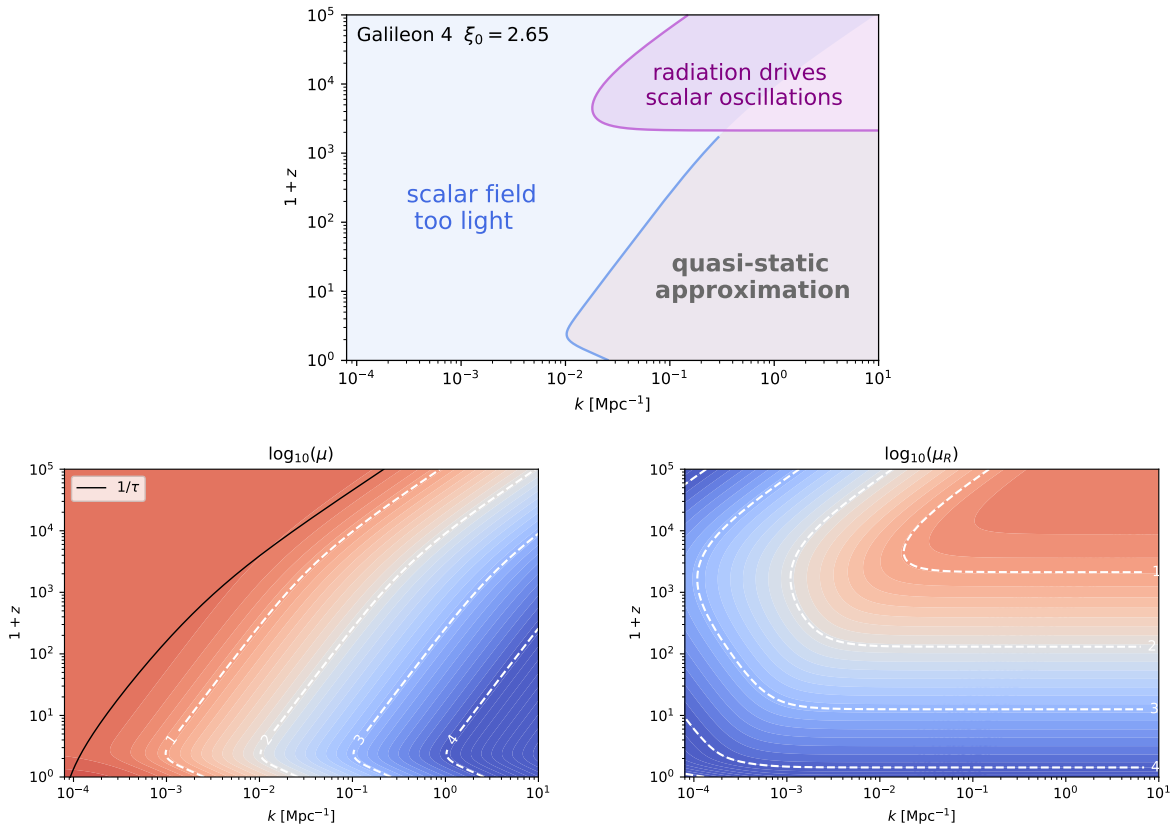 Galileon 4 ξ₀ = 2.65
radiation drives
scalar oscillations
scalar field
too light
quasi-static
approximation
10⁵
10⁴
10³
10²
10¹
10⁰
1 + z
10⁻⁴ 10⁻³ 10⁻² 10⁻¹ 10⁰ 10¹
k [Mpc⁻¹]
log₁₀(μ)
1/τ
10⁵
10⁴
10³
10²
10¹
10⁰
1 + z
1 2 3 4
10⁻⁴ 10⁻³ 10⁻² 10⁻¹ 10⁰ 10¹
k [Mpc⁻¹]
log₁₀(μ_R)
10⁵
10⁴
10³
10²
10¹
10⁰
1 + z
1
2
3
4
10⁻⁴ 10⁻³ 10⁻² 10⁻¹ 10⁰ 10¹
k [Mpc⁻¹]